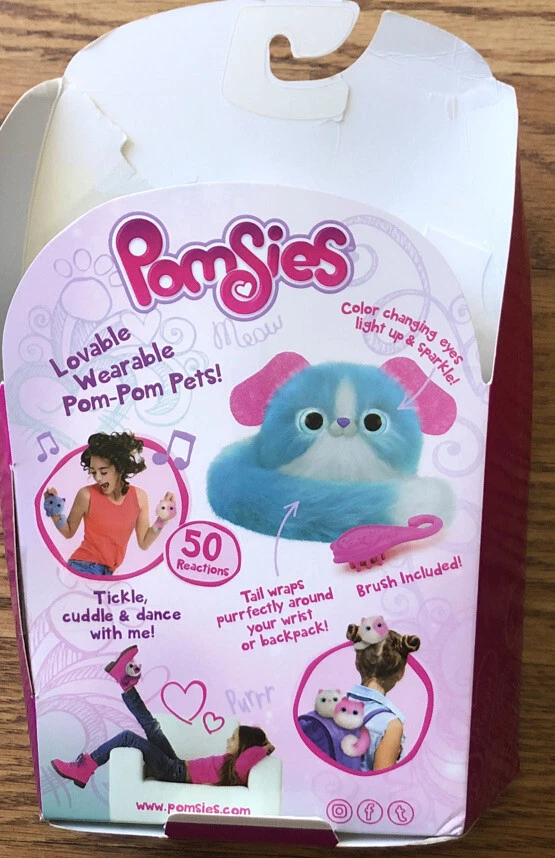 Pomsies
Meow
Color changing eyes
light up & sparkle!
Lovable
Wearable
Pom-Pom Pets!
50
Reactions
Tickle,
cuddle & dance
with me!
Tail wraps
purrfectly around
your wrist
or backpack!
Brush Included!
Purrr
www.pomsies.com